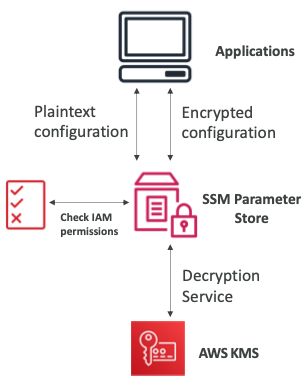 Applications
Plaintext
configuration
Encrypted
configuration
Check IAM
permissions
SSM Parameter
Store
Decryption
Service
AWS KMS